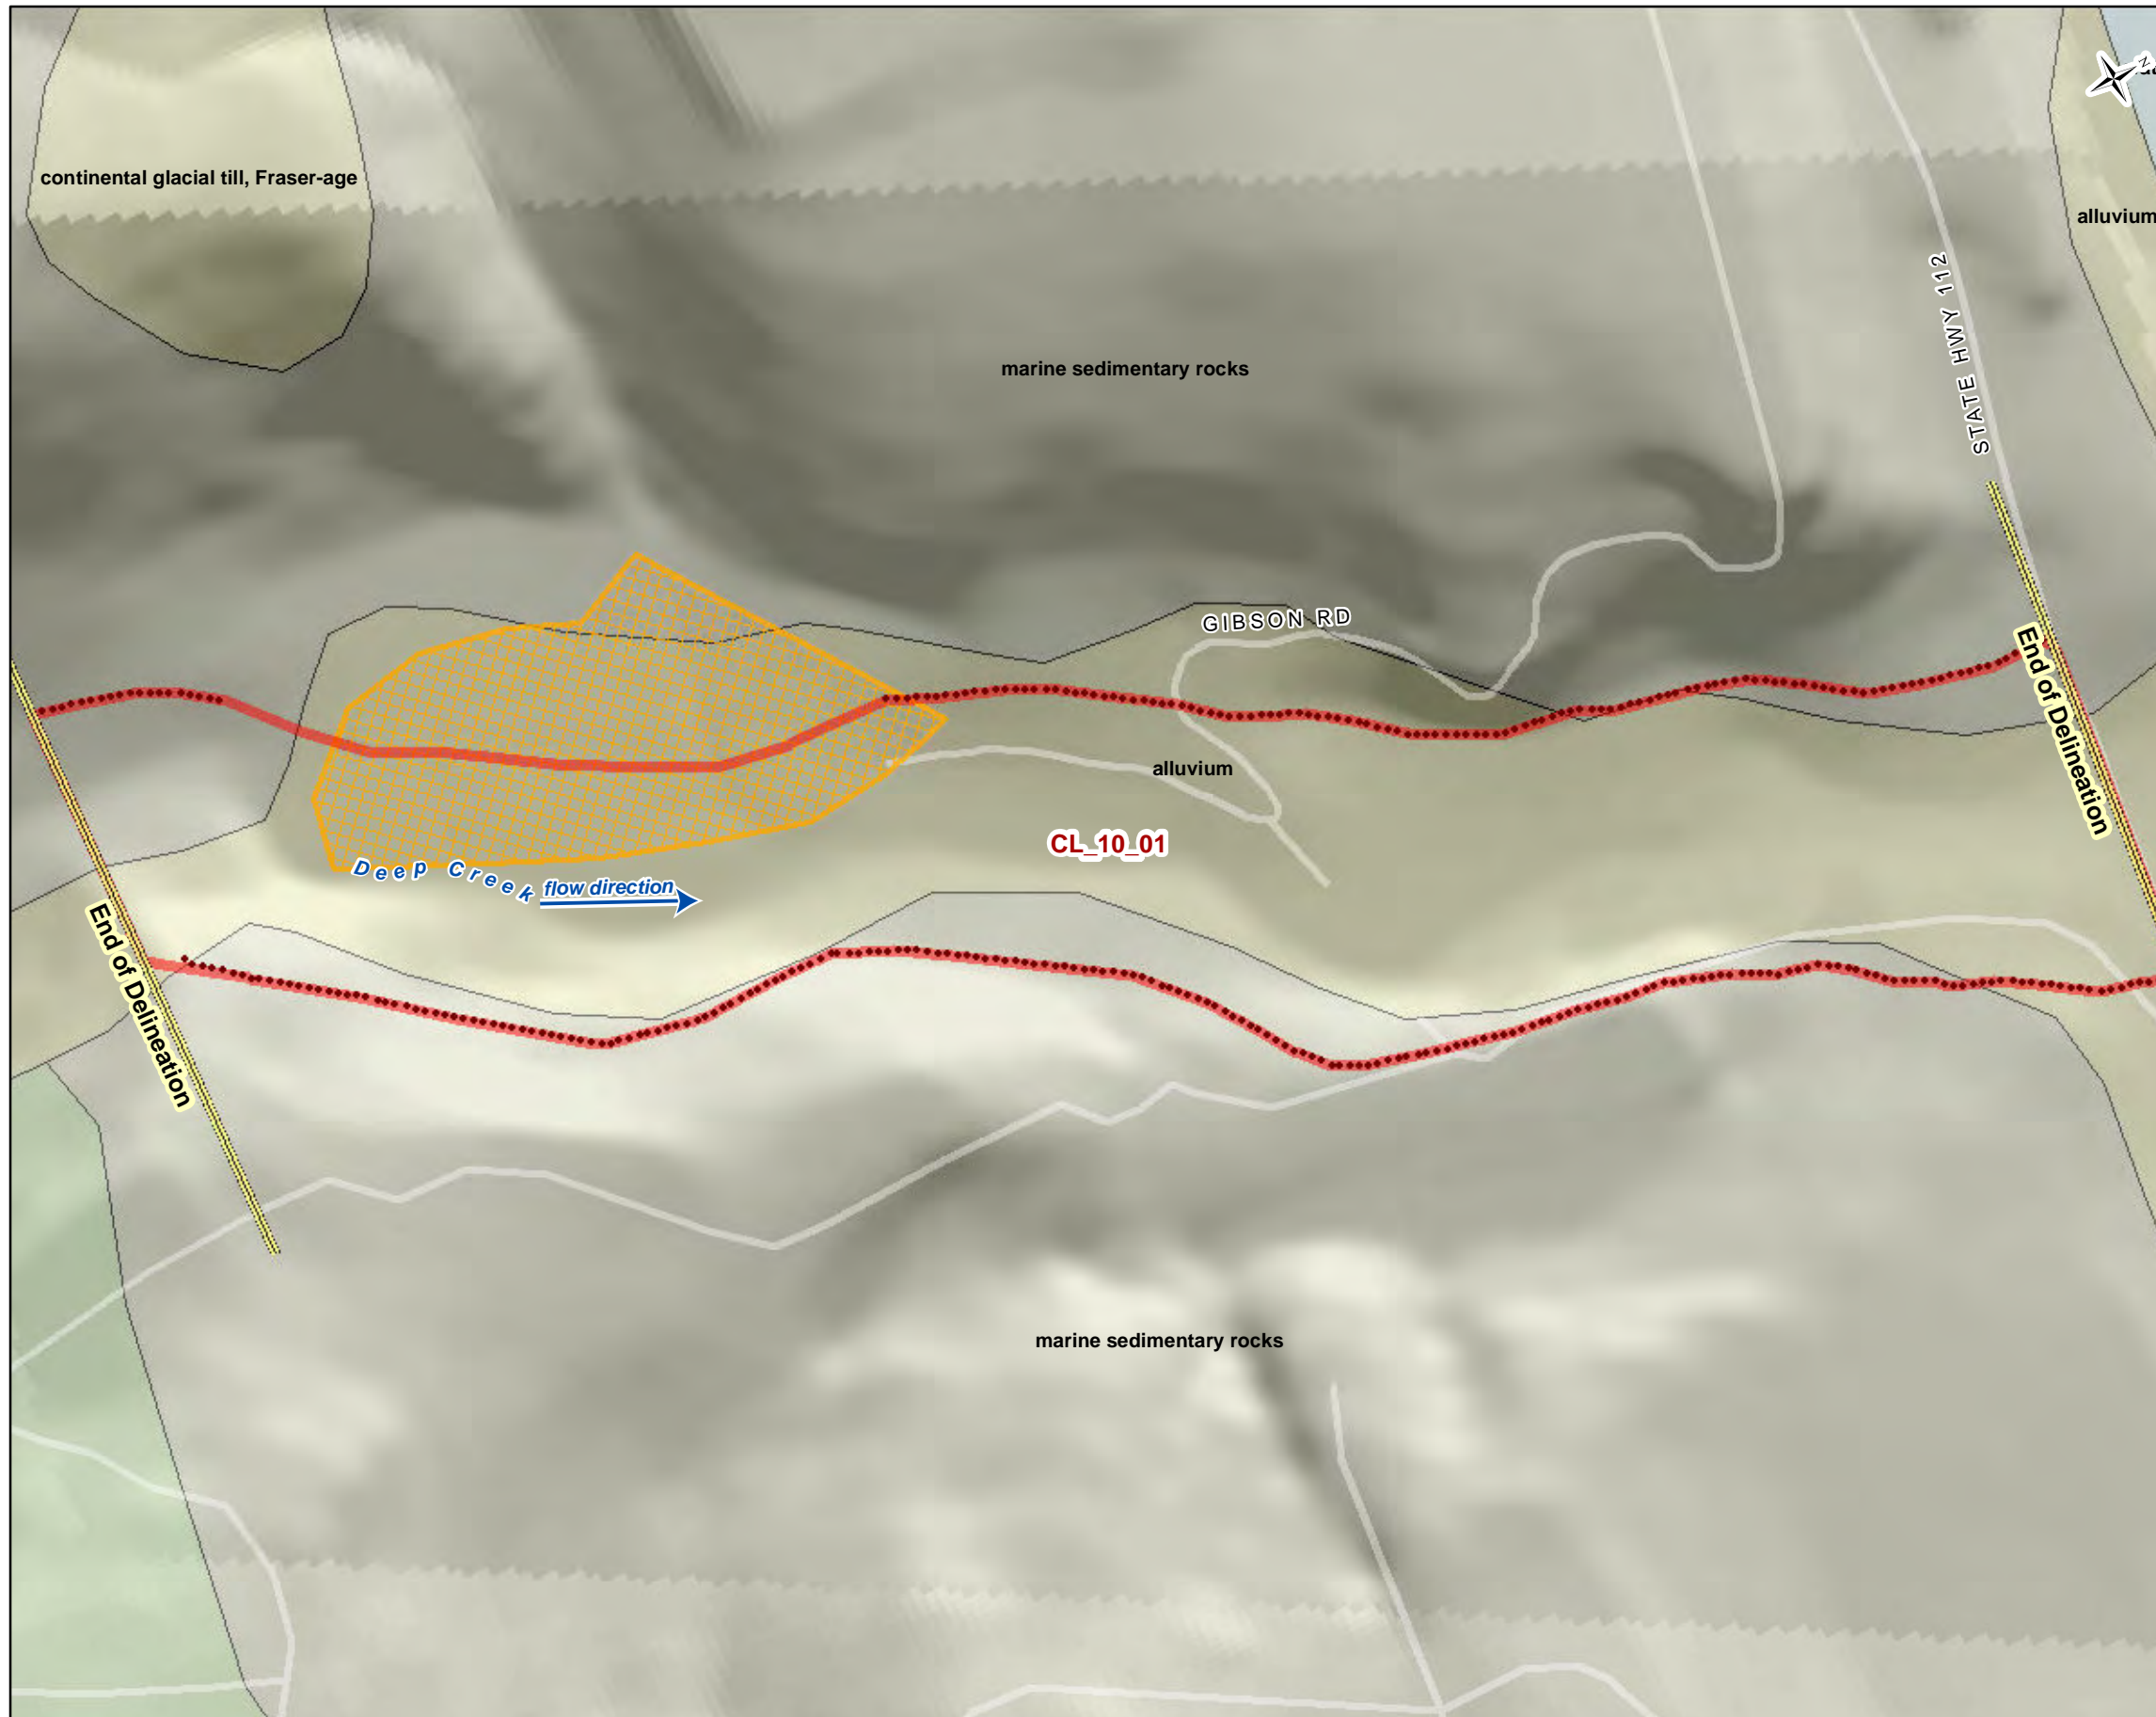 N
continental glacial till, Fraser-age
alluvium
STATE HWY 112
marine sedimentary rocks
GIBSON RD
End of Delineation
alluvium
CL_10_01
Deep Creek
flow direction
End of Delineation
marine sedimentary rocks